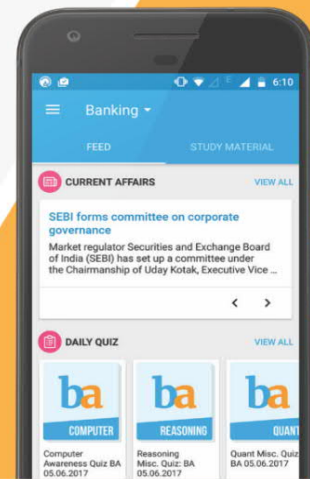 6:10
Banking
FEED
STUDY MATERIAL
CURRENT AFFAIRS
VIEW ALL
SEBI forms committee on corporate
governance
Market regulator Securities and Exchange Board
of India (SEBI) has set up a committee under
the Chairmanship of Uday Kotak, Executive Vice ...
DAILY QUIZ
VIEW ALL
ba
ba
ba
COMPUTER
REASONING
QUANT
Computer
Awareness Quiz BA
05.06.2017
Reasoning
Misc. Quiz: BA
05.06.2017
Quant Misc. Quiz
BA 05.06.2017